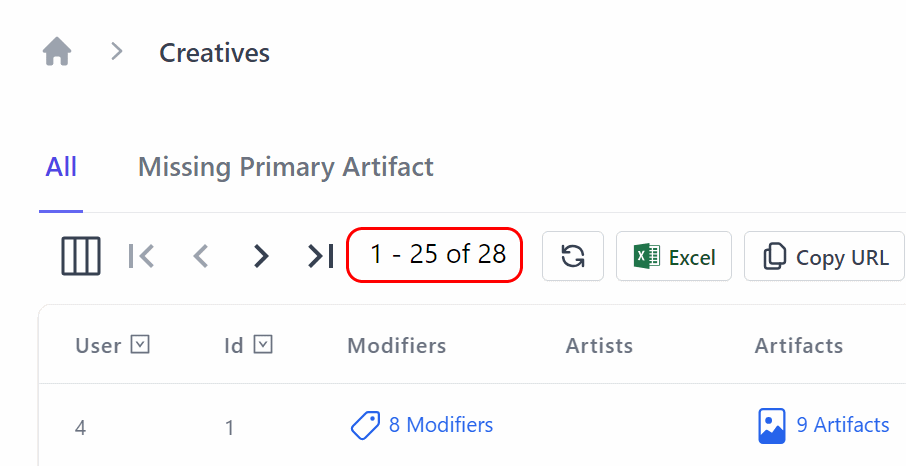 Creatives
All Missing Primary Artifact
1 - 25 of 28 Excel Copy URL
User Id Modifiers Artists Artifacts
4 1 8 Modifiers 9 Artifacts